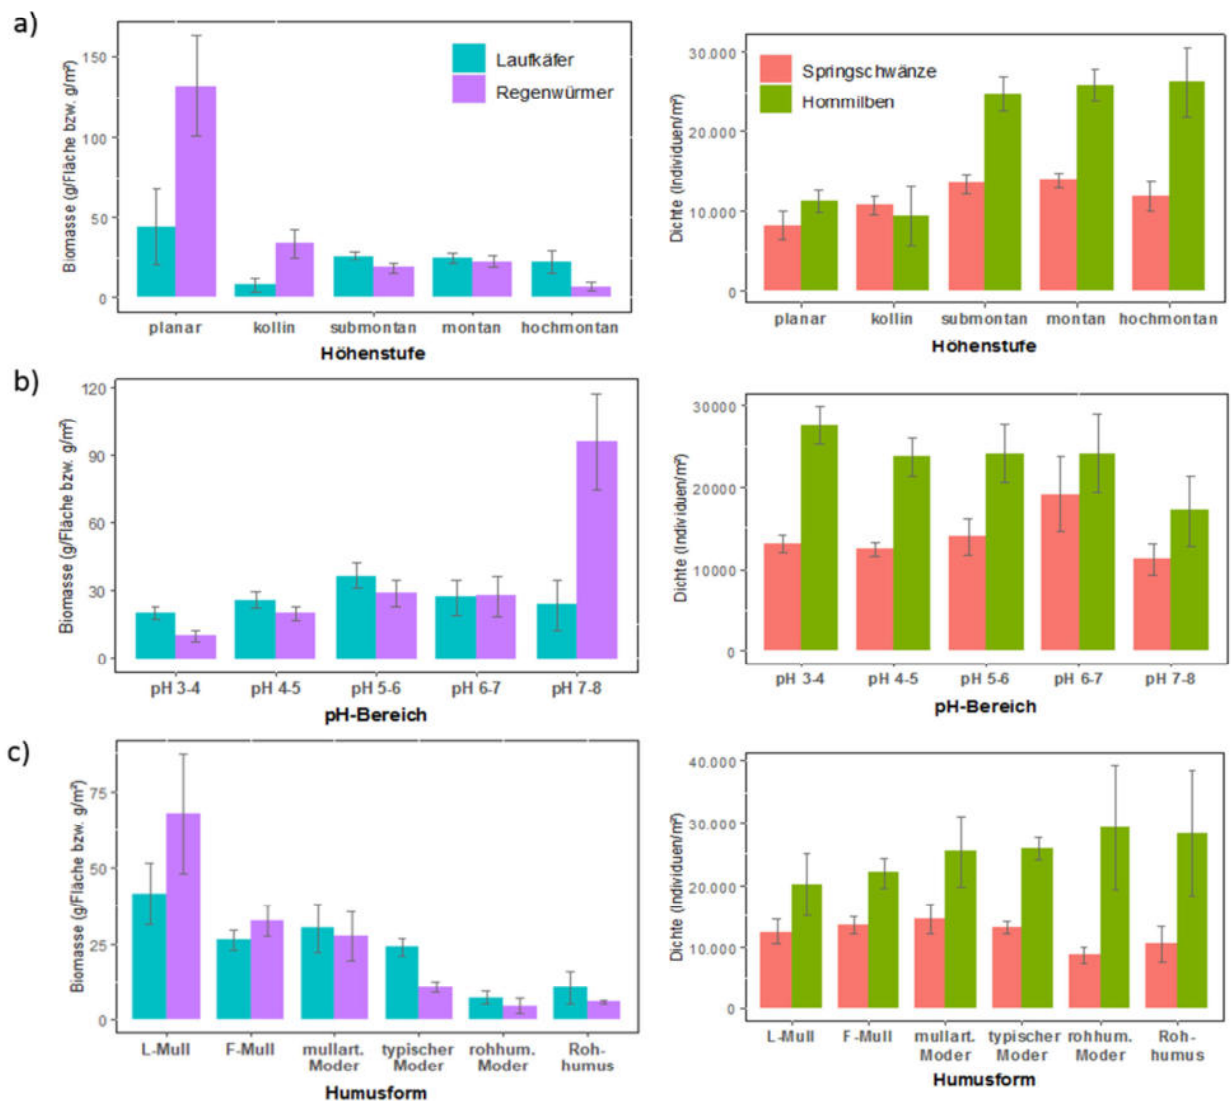 a)
Biomasse (g/Fläche bzw. g/m²)
150
100
50
0
Laufkäfer
Regenwürmer
planar kollin submontan montan hochmontan
Höhenstufe
Dichte (Individuen/m²)
30.000
20.000
10.000
0
Springschwänze
Hornmilben
planar kollin submontan montan hochmontan
Höhenstufe
b)
Biomasse (g/Fläche bzw. g/m²)
120
90
60
30
0
pH 3-4 pH 4-5 pH 5-6 pH 6-7 pH 7-8
pH-Bereich
Dichte (Individuen/m²)
30000
20000
10000
0
pH 3-4 pH 4-5 pH 5-6 pH 6-7 pH 7-8
pH-Bereich
c)
Biomasse (g/Fläche bzw. g/m²)
75
50
25
0
L-Mull F-Mull mullart. typischer rohhum. Roh-
Moder Moder Moder humus
Humusform
Dichte (Individuen/m²)
40.000
30.000
20.000
10.000
0
L-Mull F-Mull mullart. typischer rohhum. Roh-
Moder Moder Moder humus
Humusform